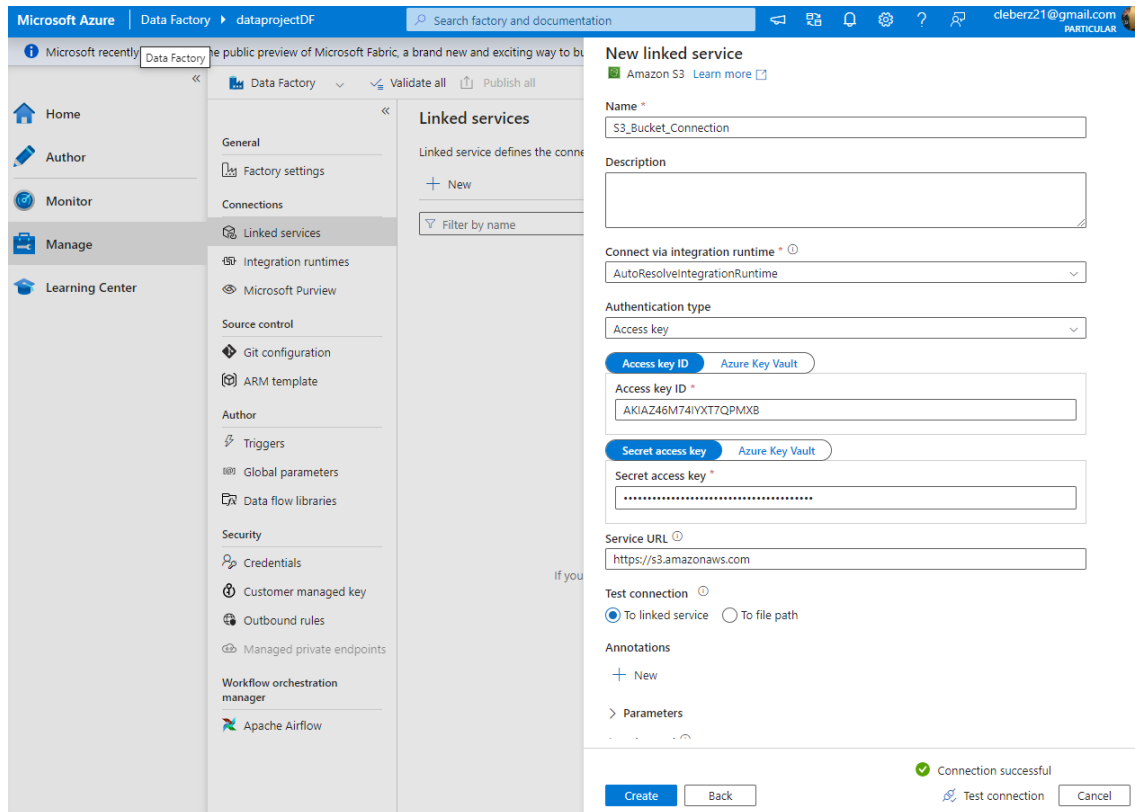 Microsoft Azure
Data Factory
dataprojectDF
Search factory and documentation
cleberz21@gmail.com
PARTICULAR
Microsoft recently
he public preview of Microsoft Fabric, a brand new and exciting way to bu
Data Factory
Home
Author
Monitor
Manage
Learning Center
Data Factory
Validate all
Publish all
General
Factory settings
Connections
Linked services
Integration runtimes
Microsoft Purview
Source control
Git configuration
ARM template
Author
Triggers
Global parameters
Data flow libraries
Security
Credentials
Customer managed key
Outbound rules
Managed private endpoints
Workflow orchestration
manager
Apache Airflow
Linked services
Linked service defines the conne
New
Filter by name
If you
New linked service
Amazon S3 Learn more
Name *
S3_Bucket_Connection
Description
Connect via integration runtime *
AutoResolveIntegrationRuntime
Authentication type
Access key
Access key ID
Azure Key Vault
Access key ID *
AKIAZ46M74IYXT7QPMXB
Secret access key
Azure Key Vault
Secret access key *
••••••••••••••••••••••••••••••••••••••••
Service URL
https://s3.amazonaws.com
Test connection
To linked service
To file path
Annotations
New
Parameters
Connection successful
Create
Back
Test connection
Cancel